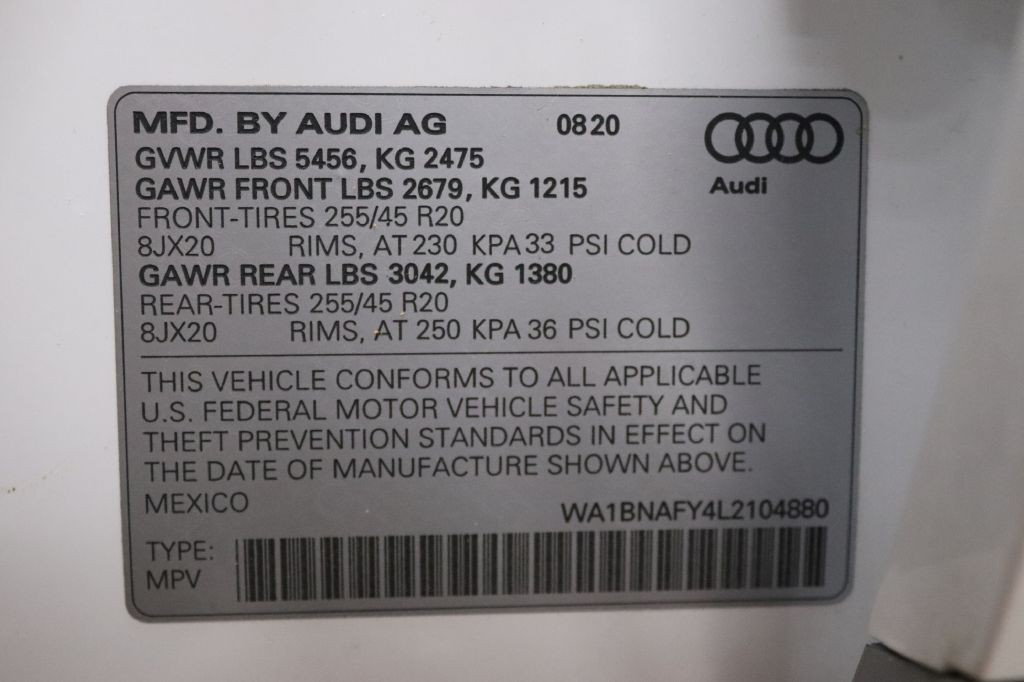 MFD. BY AUDI AG 08 20
GVWR LBS 5456, KG 2475
GAWR FRONT LBS 2679, KG 1215
Audi
FRONT-TIRES 255/45 R20
8JX20 RIMS, AT 230 KPA 33 PSI COLD
GAWR REAR LBS 3042, KG 1380
REAR-TIRES 255/45 R20
8JX20 RIMS, AT 250 KPA 36 PSI COLD
THIS VEHICLE CONFORMS TO ALL APPLICABLE
U.S. FEDERAL MOTOR VEHICLE SAFETY AND
THEFT PREVENTION STANDARDS IN EFFECT ON
THE DATE OF MANUFACTURE SHOWN ABOVE.
MEXICO WA1BNAFY4L2104880
TYPE:
MPV